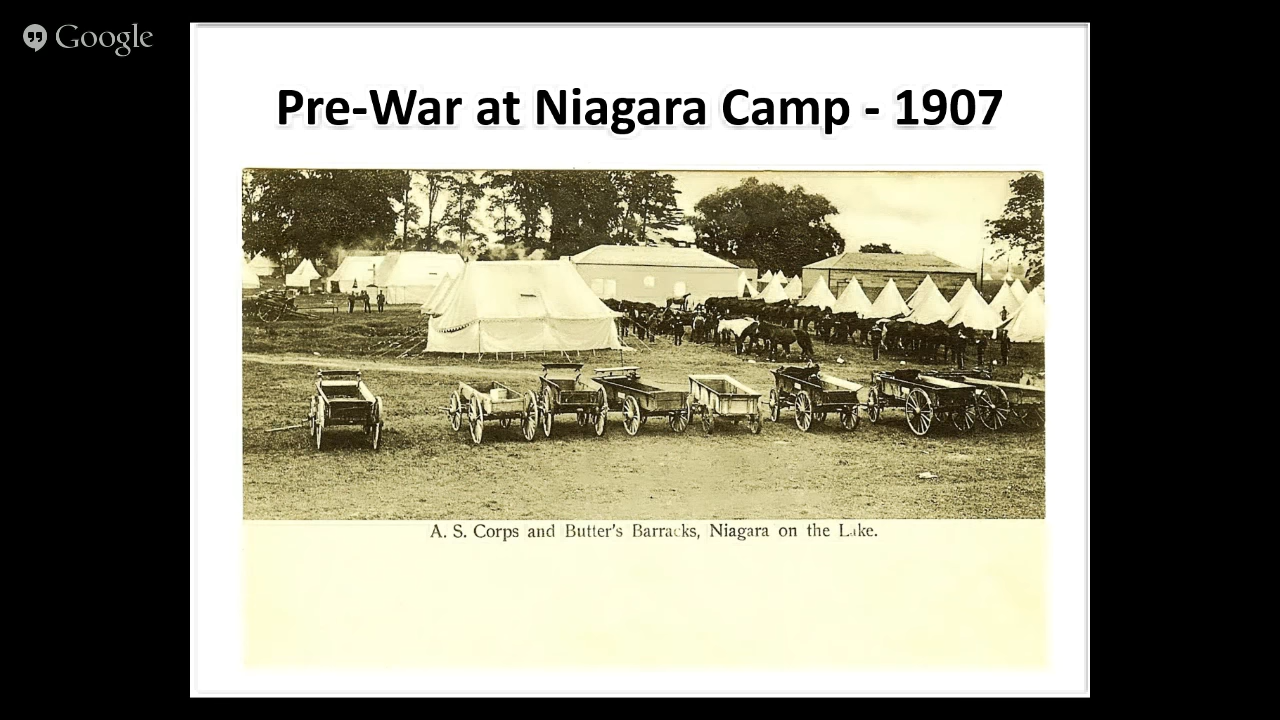 Google
Pre-War at Niagara Camp - 1907
A. S. Corps and Butter's Barracks, Niagara on the Lake.